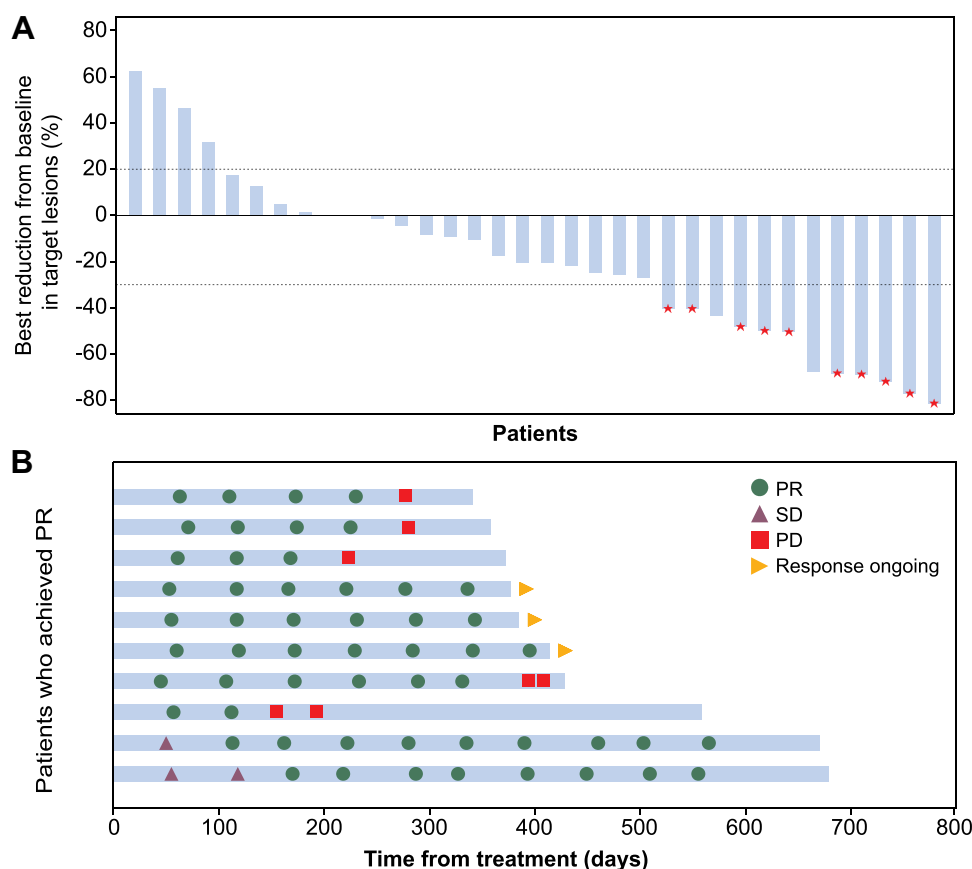 A
Best reduction from baseline
in target lesions (%)
80
60
40
20
0
-20
-40
-60
-80
Patients
B
Patients who achieved PR
PR
SD
PD
Response ongoing
0 100 200 300 400 500 600 700 800
Time from treatment (days)